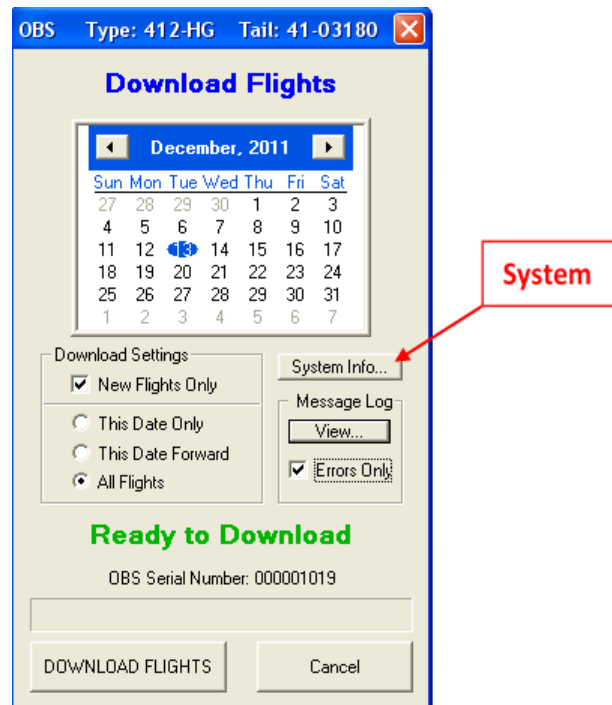 OBS Type: 412-HG Tail: 41-03180
Download Flights
December, 2011
Sun Mon Tue Wed Thu Fri Sat
27 28 29 30 1 2 3
4 5 6 7 8 9 10
11 12 13 14 15 16 17
18 19 20 21 22 23 24
25 26 27 28 29 30 31
1 2 3 4 5 6 7
System
Download Settings
New Flights Only
This Date Only
This Date Forward
All Flights
System Info...
Message Log
View...
Errors Only
Ready to Download
OBS Serial Number: 000001019
DOWNLOAD FLIGHTS
Cancel